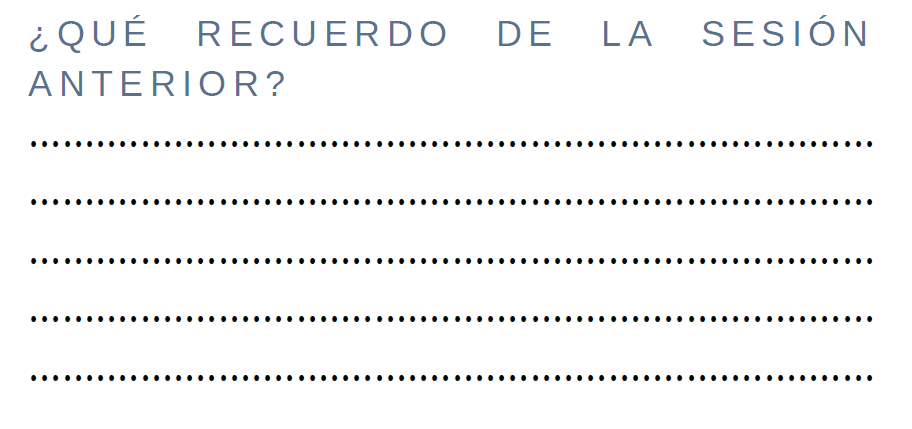 ¿QUÉ RECUERDO DE LA SESIÓN
ANTERIOR?